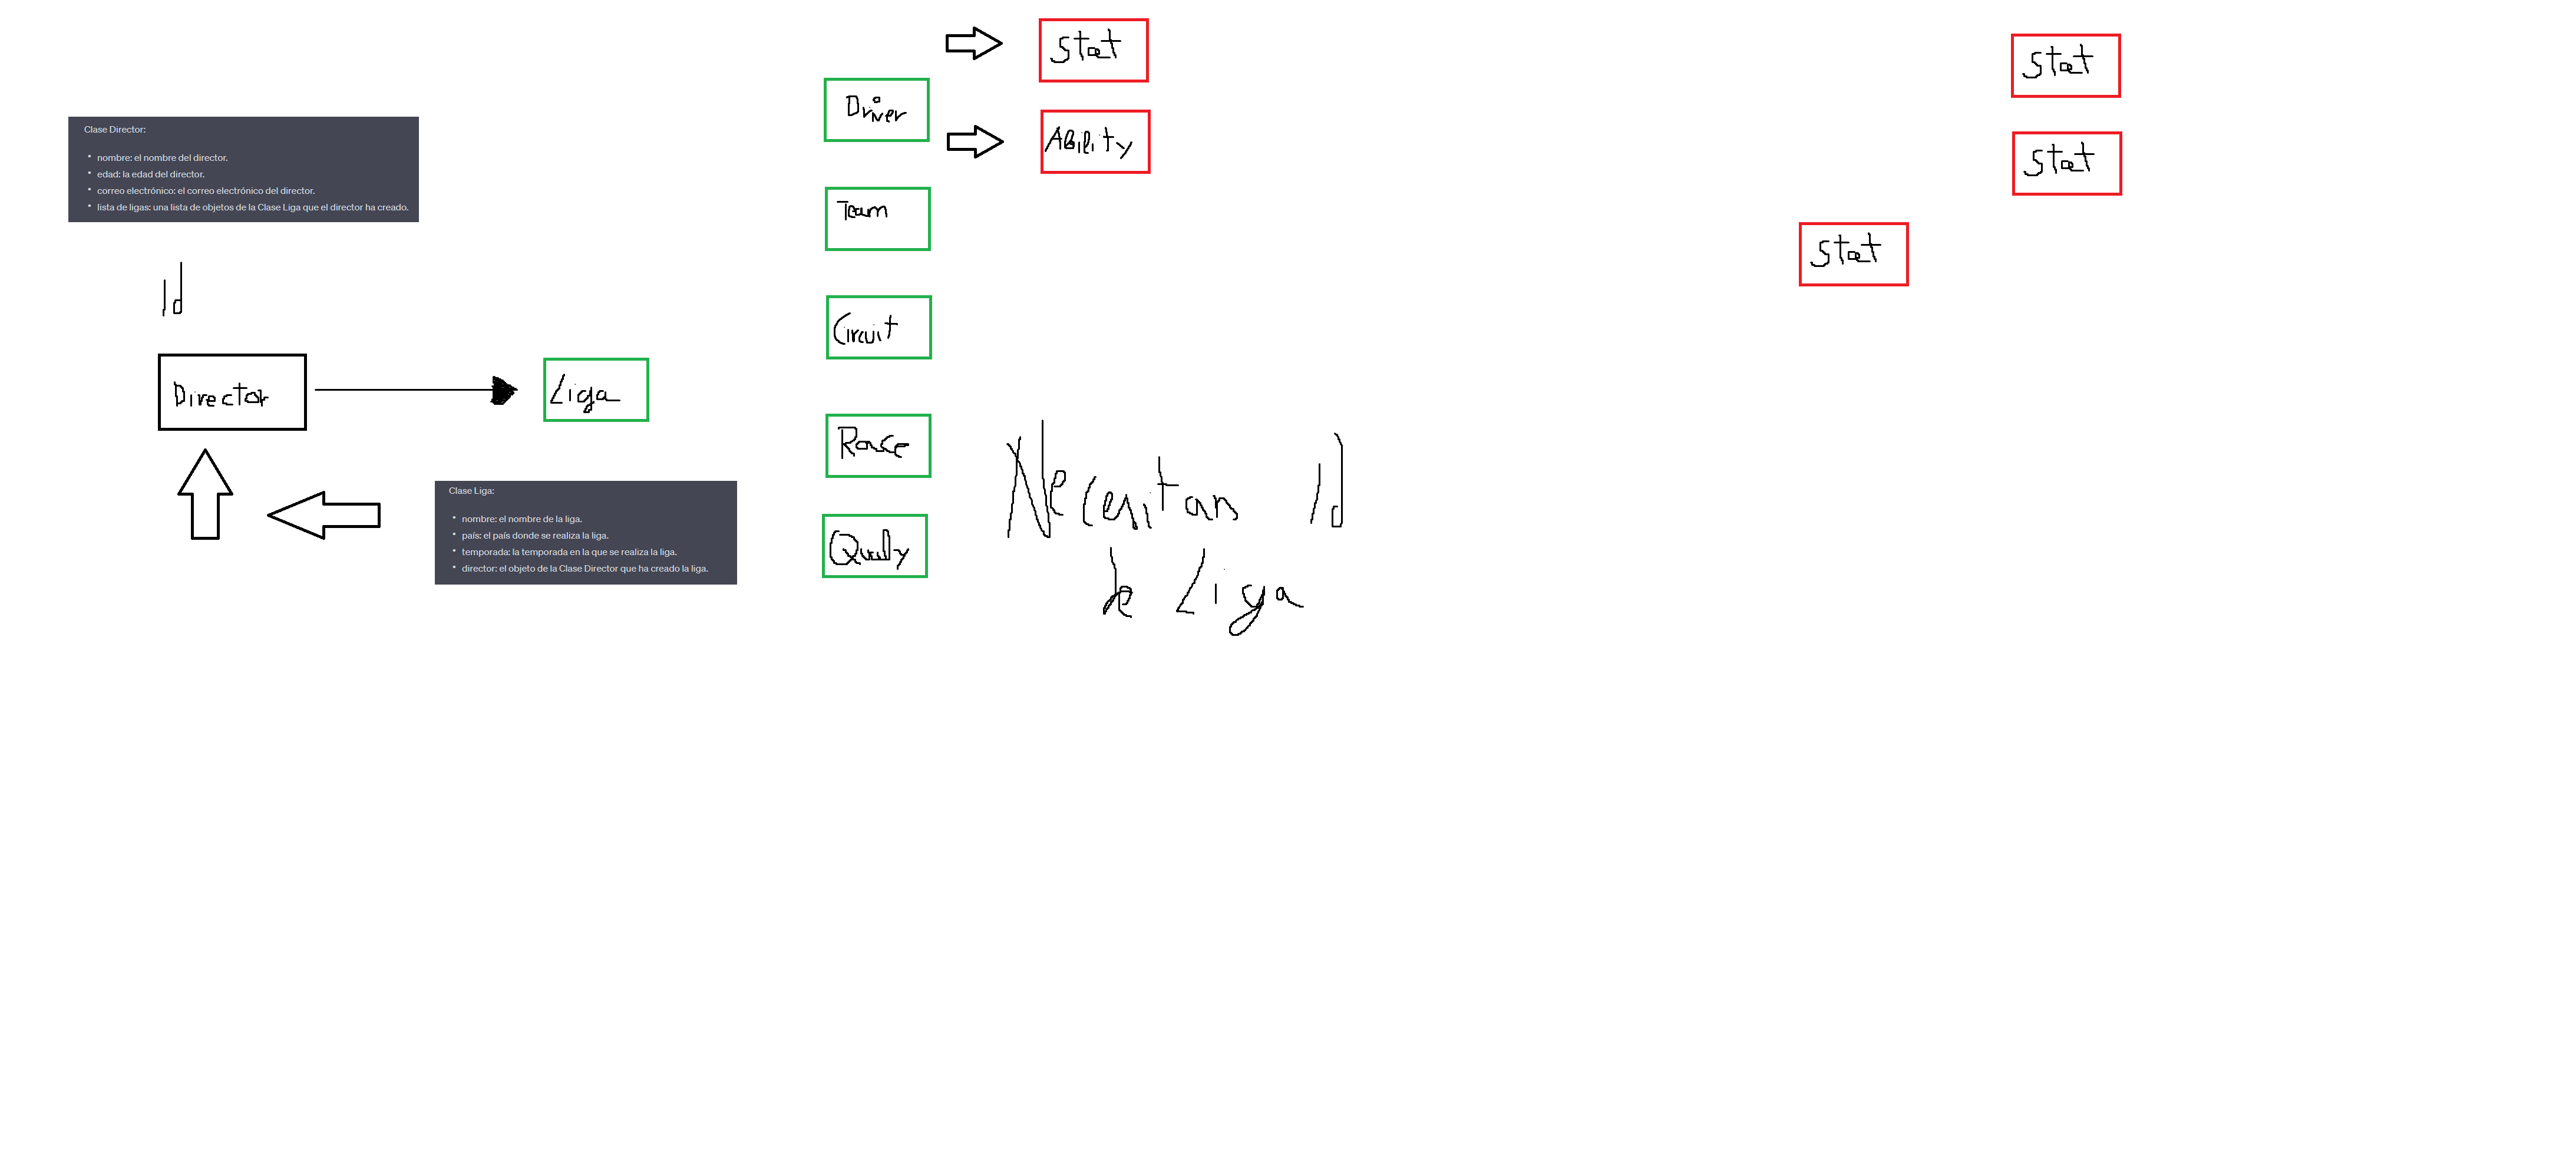 Clase Director:
• nombre: el nombre del director.
• edad: la edad del director.
• correo electrónico: el correo electrónico del director.
• lista de ligas: una lista de objetos de la Clase Liga que el director ha creado.
Id
Director
Liga
Clase Liga:
• nombre: el nombre de la liga.
• país: el país donde se realiza la liga.
• temporada: la temporada en la que se realiza la liga.
• director: el objeto de la Clase Director que ha creado la liga.
Driver
Stat
Ability
Team
Circuit
Race
Qualy
Necesitan Id
de Liga
Stat
Stat
Stat